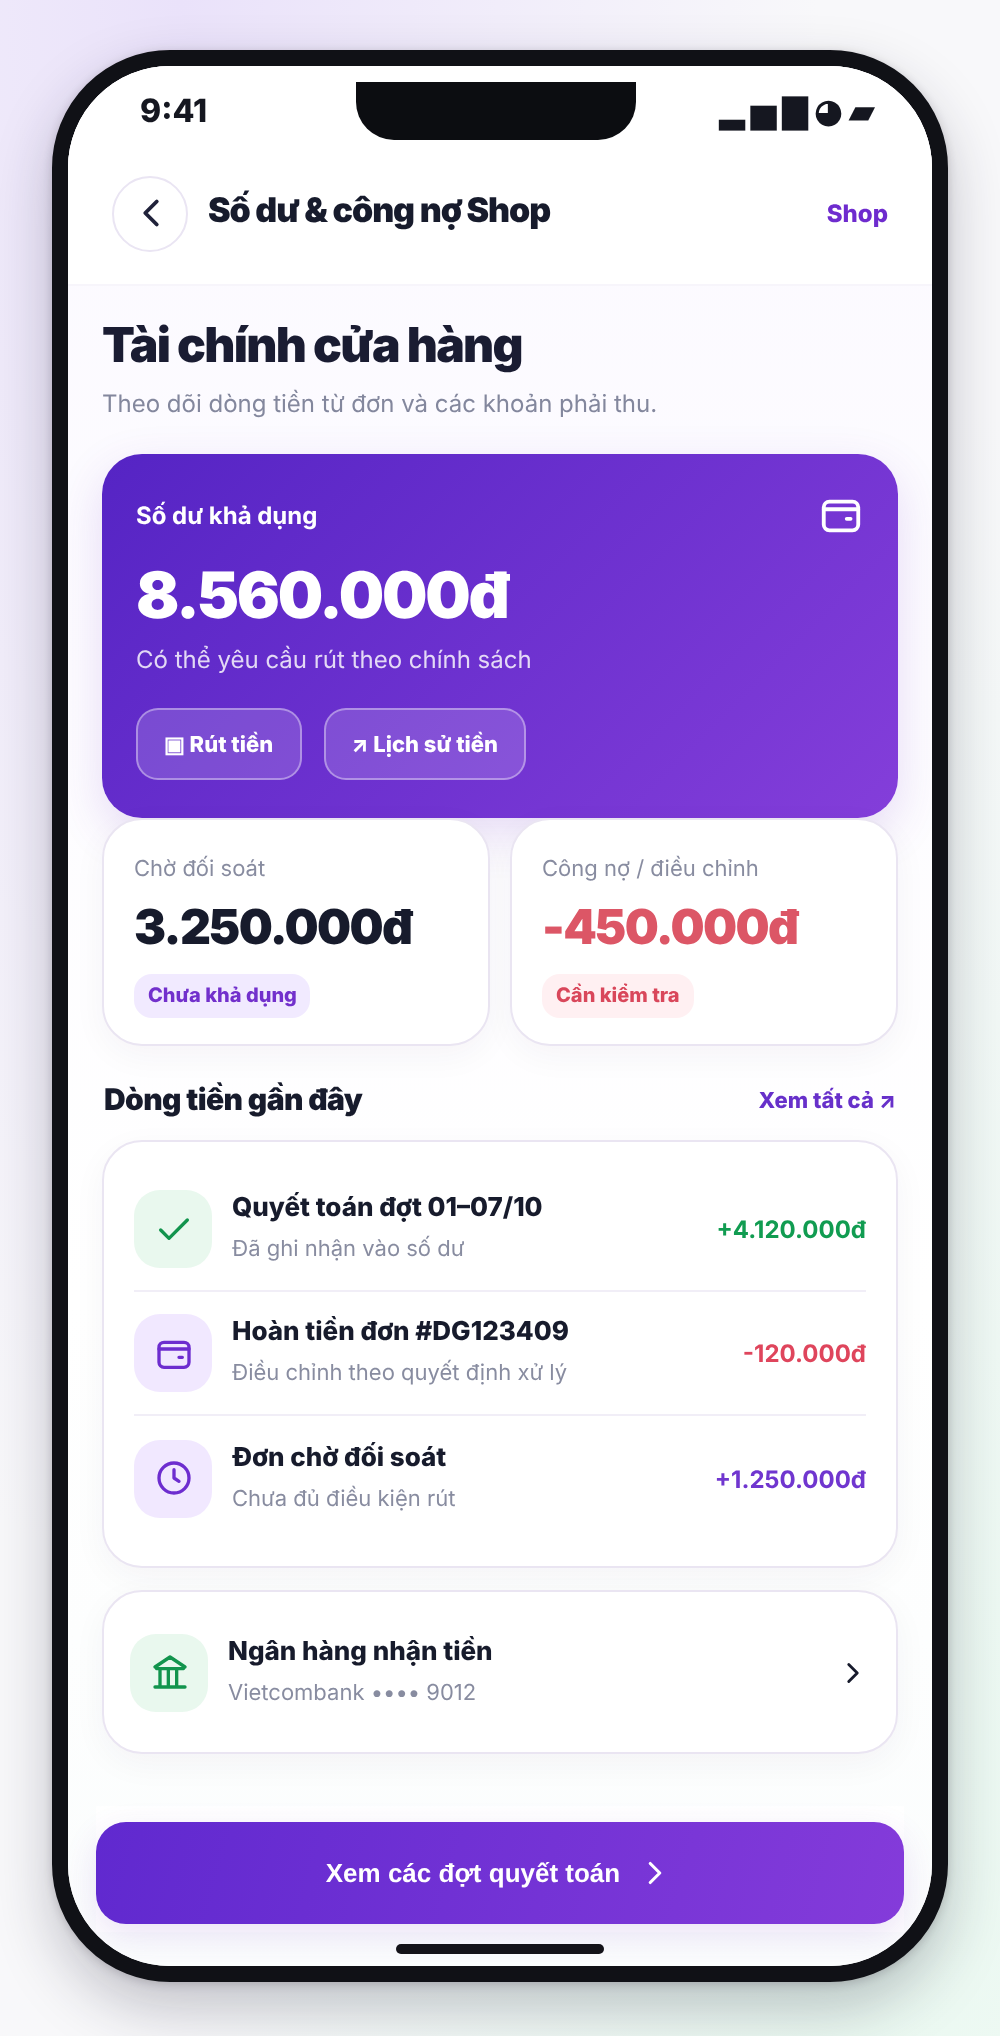 9:41
Số dư & công nợ Shop
Shop
Tài chính cửa hàng
Theo dõi dòng tiền từ đơn và các khoản phải thu.
Số dư khả dụng
8.560.000đ
Có thể yêu cầu rút theo chính sách
▣ Rút tiền
↗ Lịch sử tiền
Chờ đối soát
3.250.000đ
Chưa khả dụng
Công nợ / điều chỉnh
-450.000đ
Cần kiểm tra
Dòng tiền gần đây
Xem tất cả ↗
Quyết toán đợt 01–07/10
Đã ghi nhận vào số dư
+4.120.000đ
Hoàn tiền đơn #DG123409
Điều chỉnh theo quyết định xử lý
-120.000đ
Đơn chờ đối soát
Chưa đủ điều kiện rút
+1.250.000đ
Ngân hàng nhận tiền
Vietcombank •••• 9012
Xem các đợt quyết toán